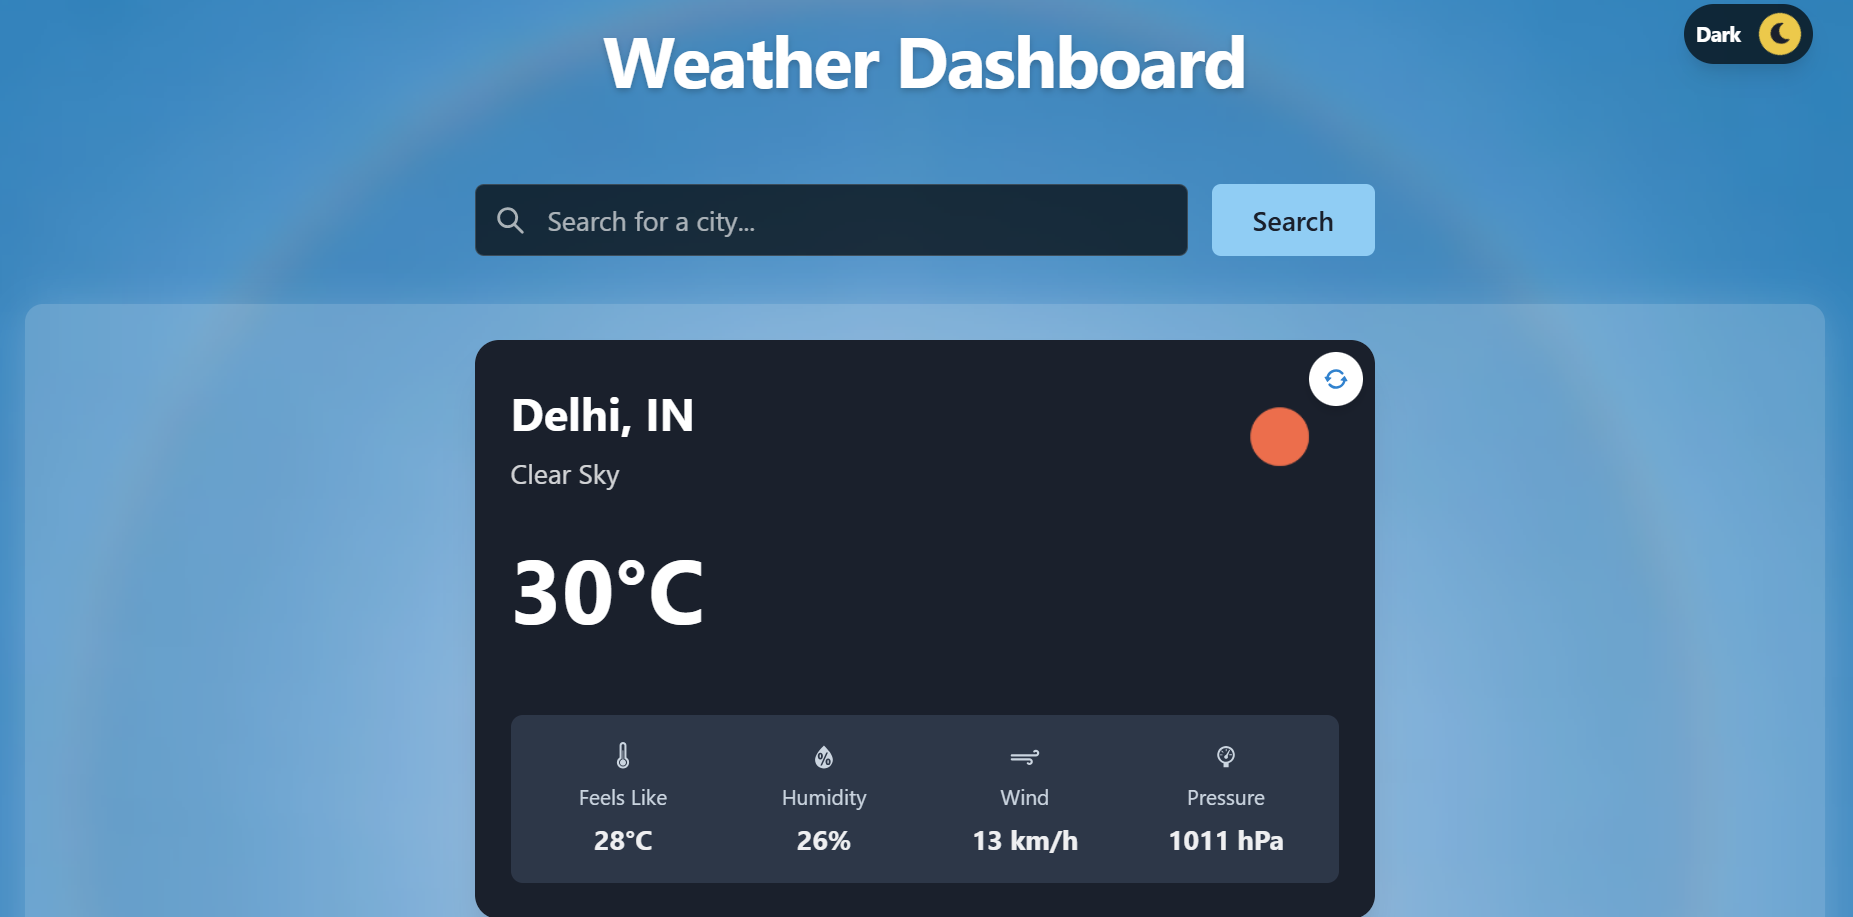 Weather Dashboard
Dark
Search for a city...
Search
Delhi, IN
Clear Sky
30°C
Feels Like
28°C
Humidity
26%
Wind
13 km/h
Pressure
1011 hPa